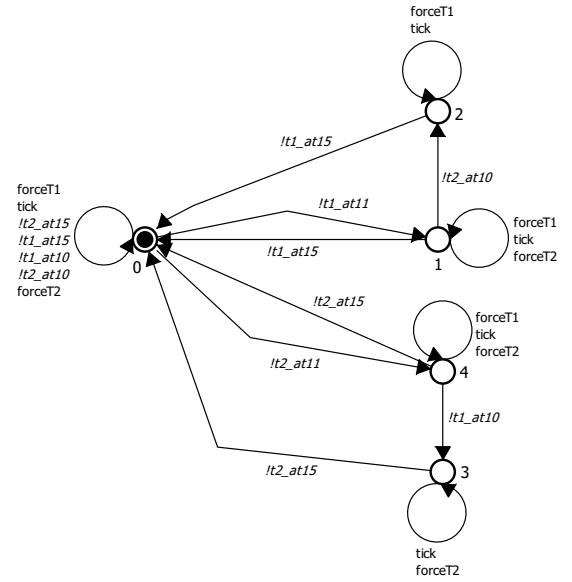 forceT1
tick
2
!t1_at15
!t2_at10
forceT1
tick
!t2_at15
!t1_at15
!t1_at10
!t2_at10
forceT2
0
!t1_at11
!t1_at15
1
forceT1
tick
forceT2
!t2_at15
!t2_at11
forceT1
tick
forceT2
4
!t1_at10
!t2_at15
3
tick
forceT2